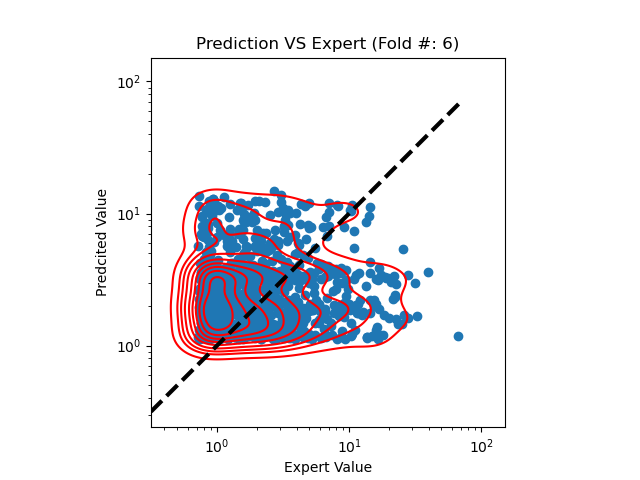 Prediction VS Expert (Fold #: 6)
10²
10¹
10⁰
Predcited Value
10⁰ 10¹ 10²
Expert Value